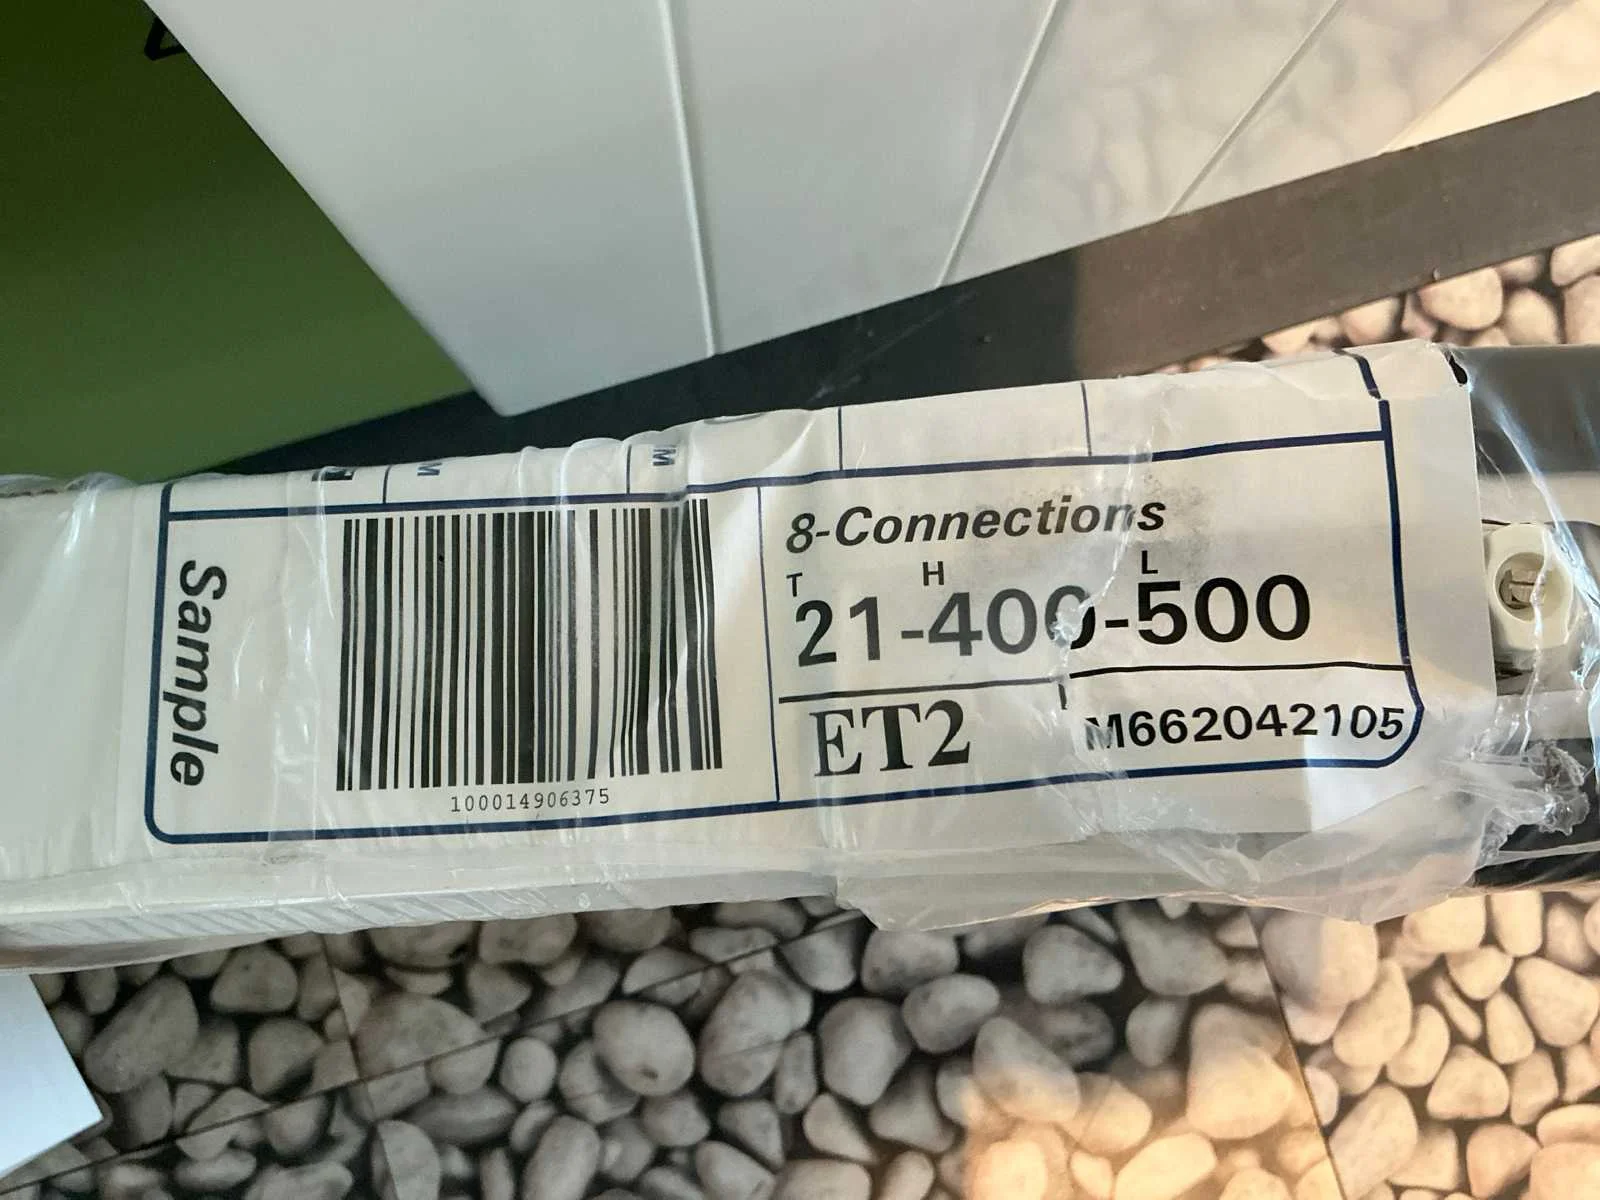 Sample
100014906375
8-Connections
T H L
21-400-500
ET2
M662042105